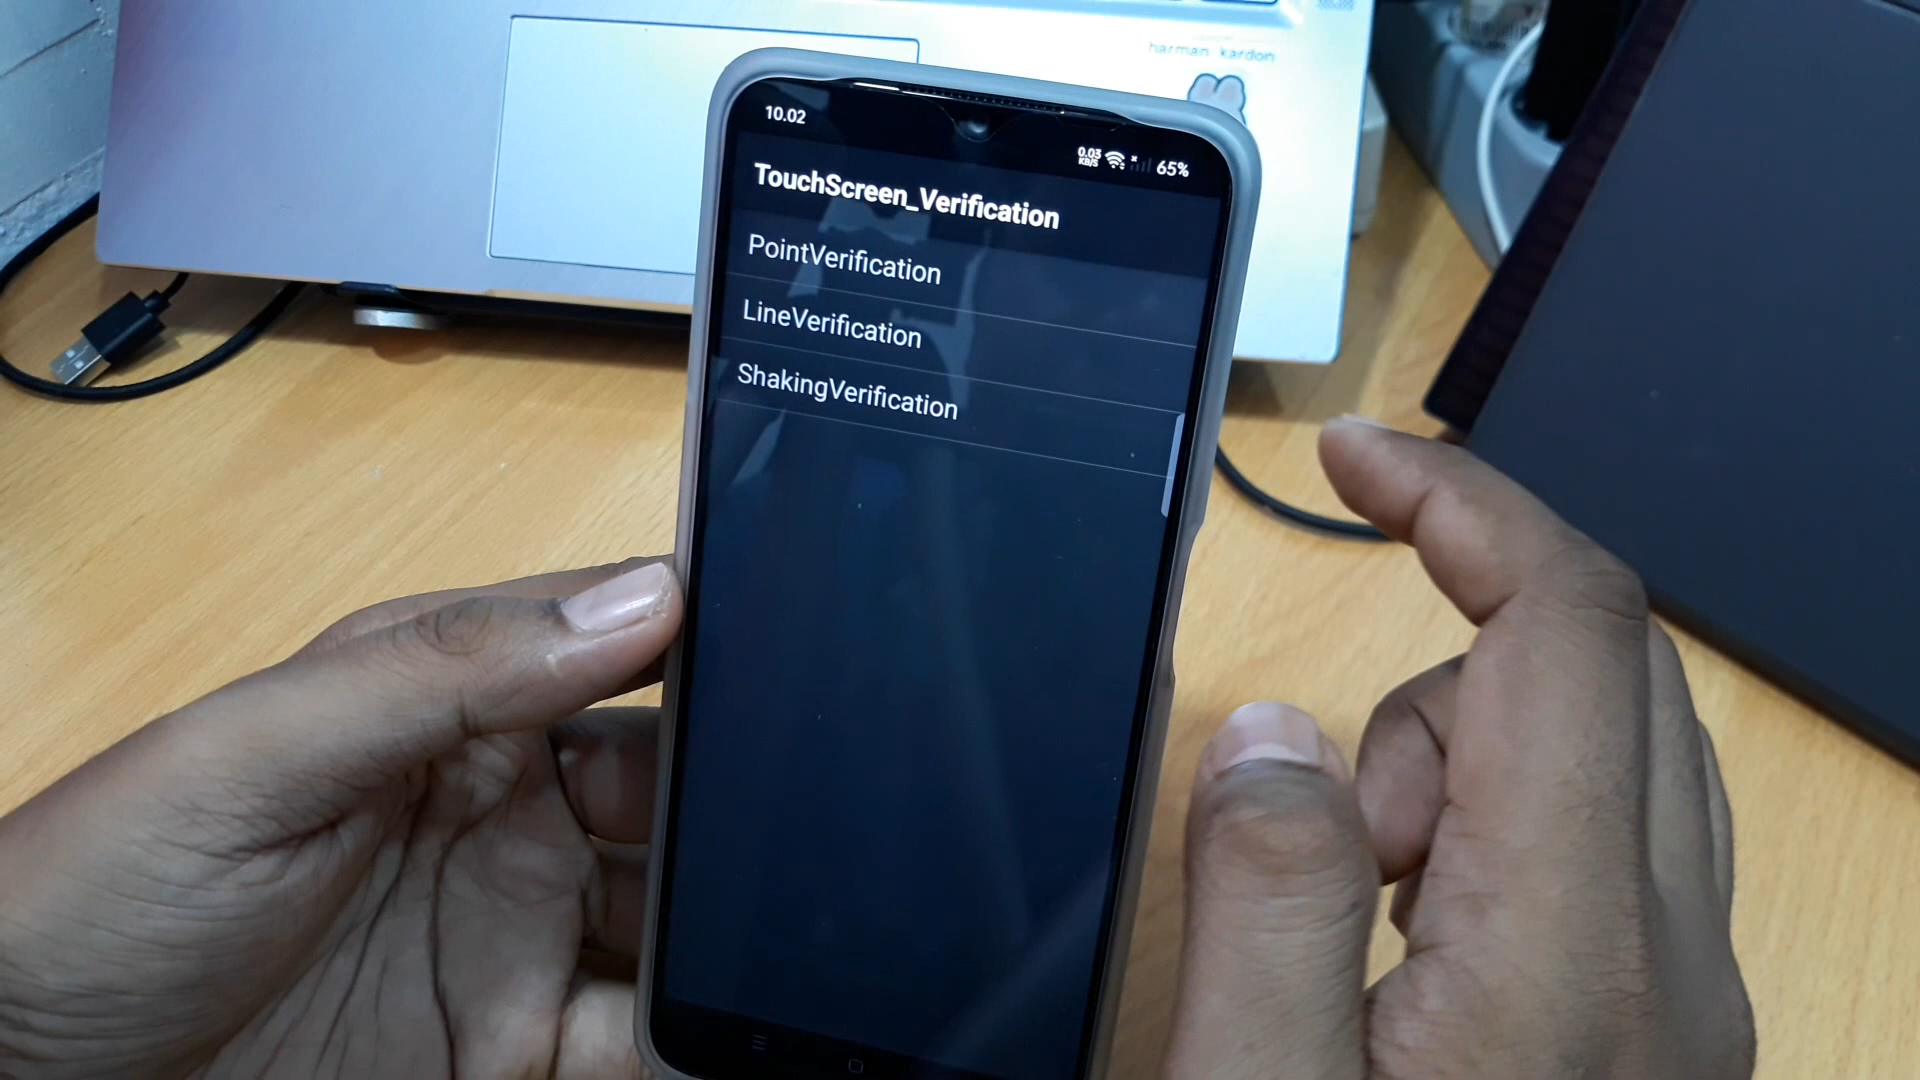 harman kardon
10.02
0.03
KB/S
65%
TouchScreen_Verification
PointVerification
LineVerification
ShakingVerification